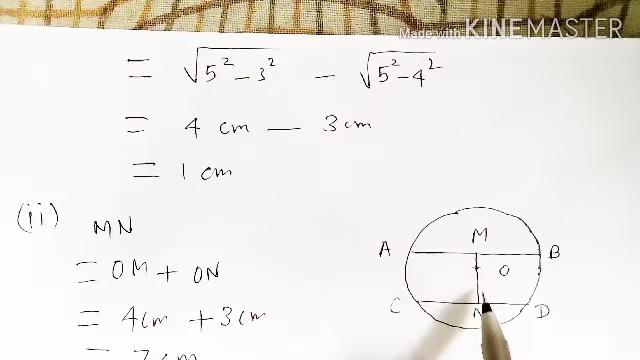 Made with KINEMASTER
= √5² - 3² - √5² - 4²
= 4 cm - 3 cm
= 1 cm
(ii) MN
= OM + ON
= 4cm + 3cm
= 7cm
M
A B
O
C D